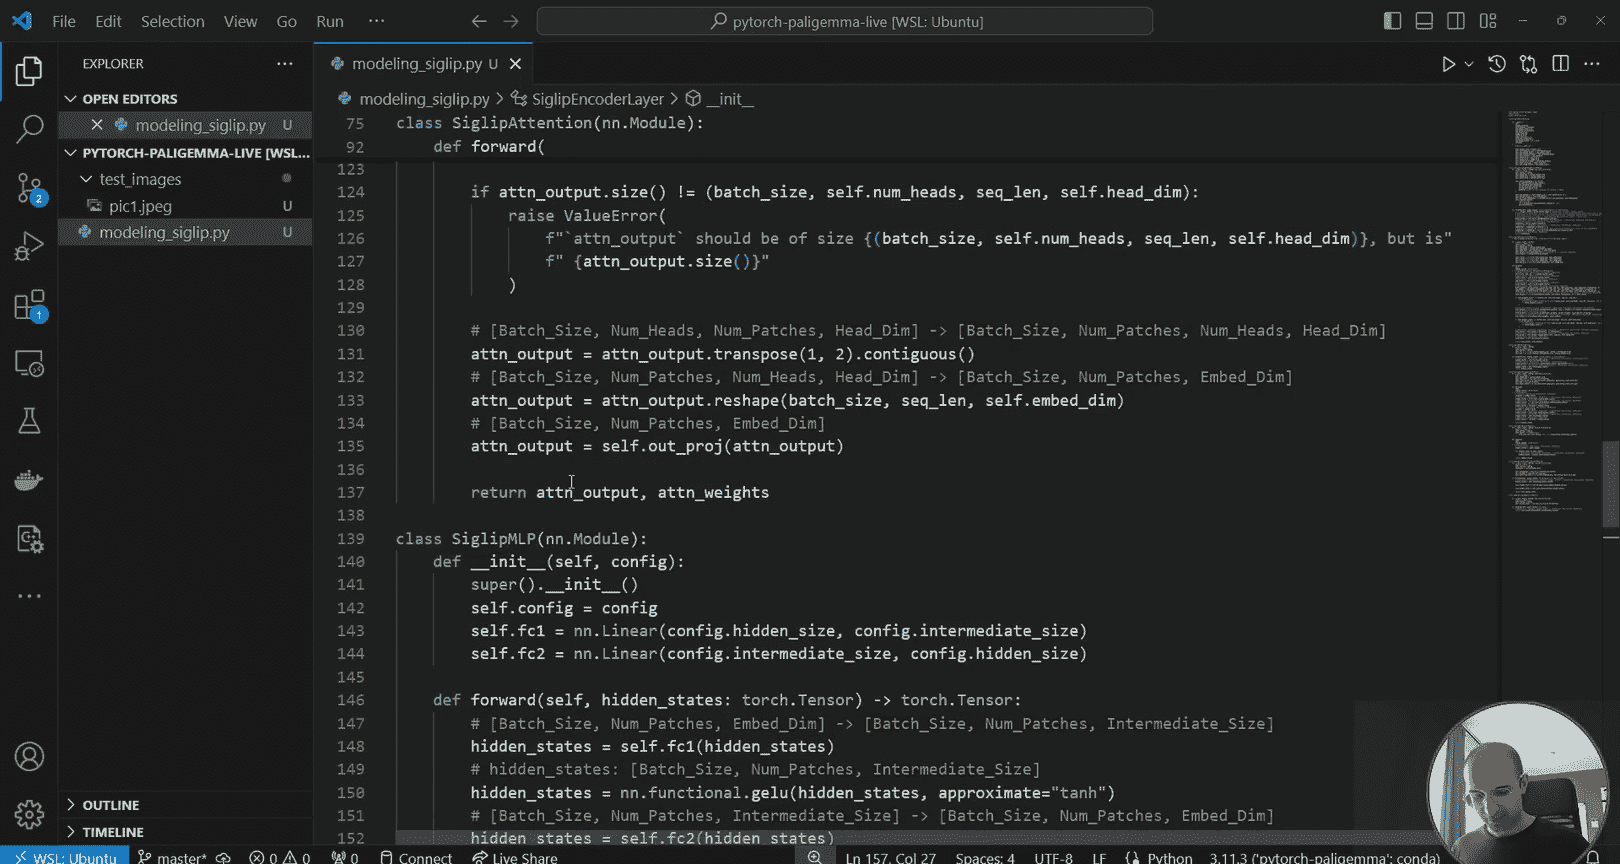 File Edit Selection View Go Run ···
pytorch-paligemma-live [WSL: Ubuntu]
EXPLORER ···
OPEN EDITORS
modeling_siglip.py U
PYTORCH-PALIGEMMA-LIVE [WSL...
test_images
pic1.jpeg U
modeling_siglip.py U
2
1
OUTLINE
TIMELINE
modeling_siglip.py U
modeling_siglip.py > SiglipEncoderLayer > __init__
75 class SiglipAttention(nn.Module):
92 def forward(
123
124 if attn_output.size() != (batch_size, self.num_heads, seq_len, self.head_dim):
125 raise ValueError(
126 f"`attn_output` should be of size {(batch_size, self.num_heads, seq_len, self.head_dim)}, but is"
127 f" {attn_output.size()}"
128 )
129
130 # [Batch_Size, Num_Heads, Num_Patches, Head_Dim] -> [Batch_Size, Num_Patches, Num_Heads, Head_Dim]
131 attn_output = attn_output.transpose(1, 2).contiguous()
132 # [Batch_Size, Num_Patches, Num_Heads, Head_Dim] -> [Batch_Size, Num_Patches, Embed_Dim]
133 attn_output = attn_output.reshape(batch_size, seq_len, self.embed_dim)
134 # [Batch_Size, Num_Patches, Embed_Dim]
135 attn_output = self.out_proj(attn_output)
136
137 return attn_output, attn_weights
138
139 class SiglipMLP(nn.Module):
140 def __init__(self, config):
141 super().__init__()
142 self.config = config
143 self.fc1 = nn.Linear(config.hidden_size, config.intermediate_size)
144 self.fc2 = nn.Linear(config.intermediate_size, config.hidden_size)
145
146 def forward(self, hidden_states: torch.Tensor) -> torch.Tensor:
147 # [Batch_Size, Num_Patches, Embed_Dim] -> [Batch_Size, Num_Patches, Intermediate_Size]
148 hidden_states = self.fc1(hidden_states)
149 # hidden_states: [Batch_Size, Num_Patches, Intermediate_Size]
150 hidden_states = nn.functional.gelu(hidden_states, approximate="tanh")
151 # [Batch_Size, Num_Patches, Intermediate_Size] -> [Batch_Size, Num_Patches, Embed_Dim]
152 hidden_states = self.fc2(hidden_states)
WSL: Ubuntu master* 0 0 0 Connect Live Share Ln 157, Col 27 Spaces: 4 UTF-8 LF Python 3.11.3 ('pytorch-paligemma': conda)